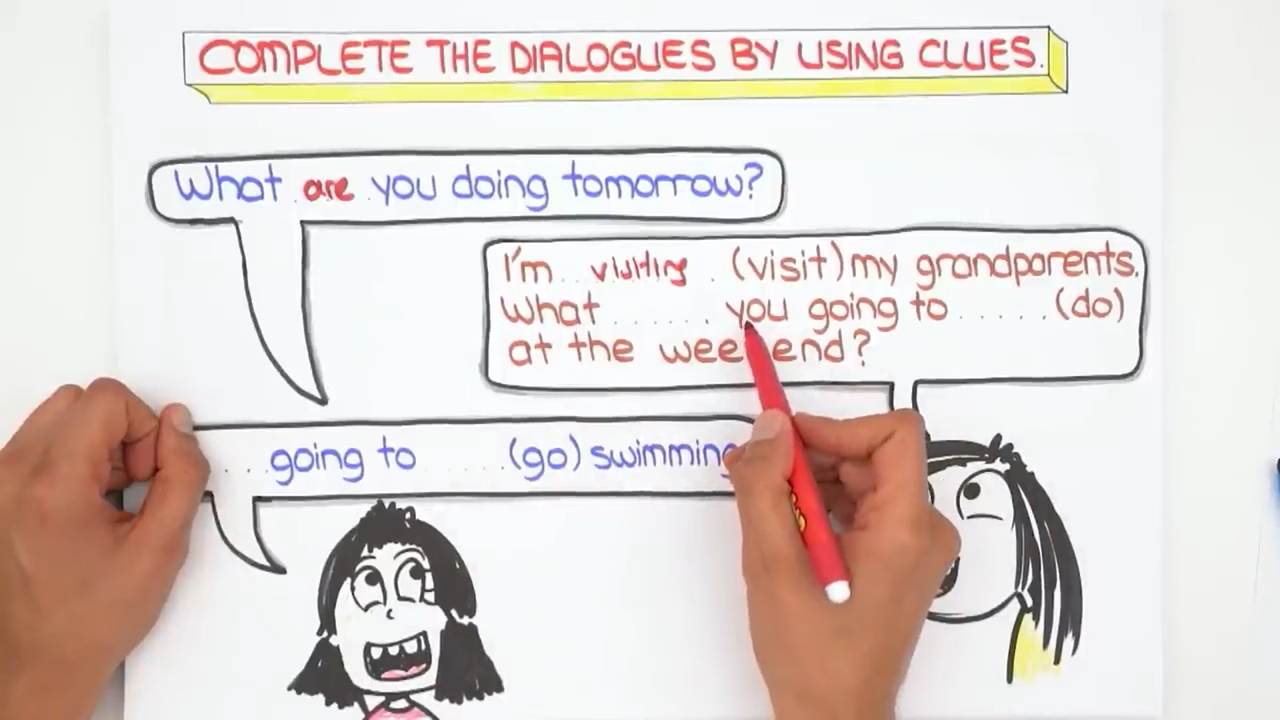 COMPLETE THE DIALOGUES BY USING CLUES.
What are you doing tomorrow?
I'm.. visiting . (visit) my grandparents.
What ...... you going to ..... (do)
at the weekend?
.... going to ..... (go) swimming